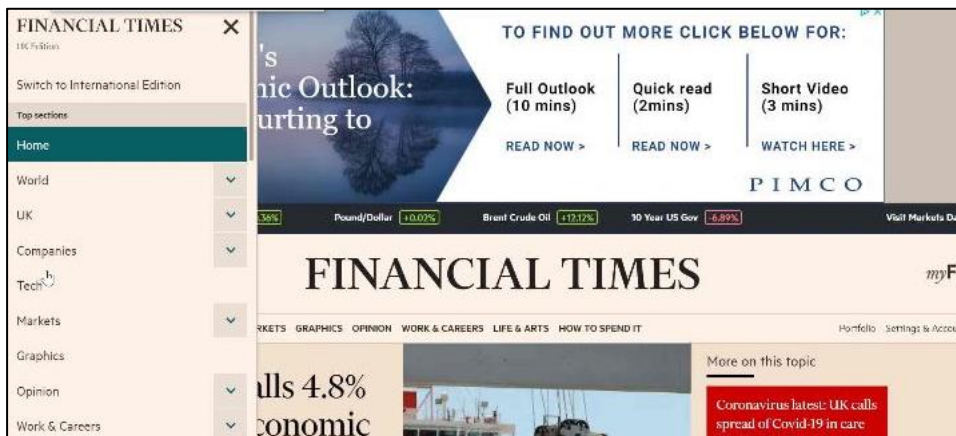 FINANCIAL TIMES
UK Edition
Switch to International Edition
Top sections
Home
World
UK
Companies
Tech
Markets
Graphics
Opinion
Work & Careers
's
nic Outlook:
urting to
TO FIND OUT MORE CLICK BELOW FOR:
Full Outlook
(10 mins)
READ NOW >
Quick read
(2mins)
READ NOW >
Short Video
(3 mins)
WATCH HERE >
PIMCO
.36% Pound/Dollar +0.02% Brent Crude Oil +12.12% 10 Year US Gov -6.89% Visit Markets Da
FINANCIAL TIMES
myF
RKETS GRAPHICS OPINION WORK & CAREERS LIFE & ARTS HOW TO SPEND IT Portfolio Settings & Accou
lls 4.8%
conomic
More on this topic
Coronavirus latest: UK calls
spread of Covid-19 in care